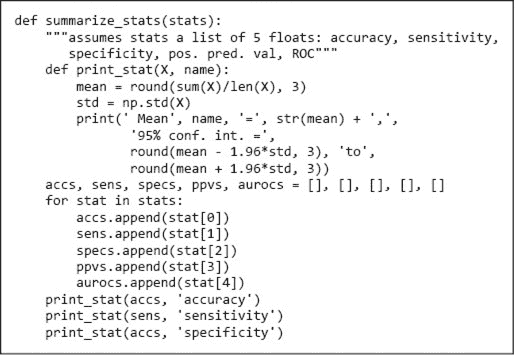 def summarize_stats(stats):
    """assumes stats a list of 5 floats: accuracy, sensitivity,
       specificity, pos. pred. val, ROC"""
    def print_stat(X, name):
        mean = round(sum(X)/len(X), 3)
        std = np.std(X)
        print(' Mean', name, '=', str(mean) + ',',
              '95% conf. int. =',
              round(mean - 1.96*std, 3), 'to',
              round(mean + 1.96*std, 3))
    accs, sens, specs, ppvs, aurocs = [], [], [], [], []
    for stat in stats:
        accs.append(stat[0])
        sens.append(stat[1])
        specs.append(stat[2])
        ppvs.append(stat[3])
        aurocs.append(stat[4])
    print_stat(accs, 'accuracy')
    print_stat(sens, 'sensitivity')
    print_stat(accs, 'specificity')